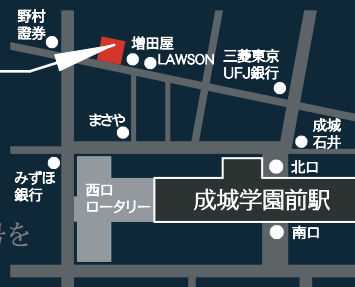 野村
證券
増田屋
LAWSON
三菱東京
UFJ銀行
まさや
成城
石井
みずほ
銀行
西口
ロータリー
北口
成城学園前駅
南口
を